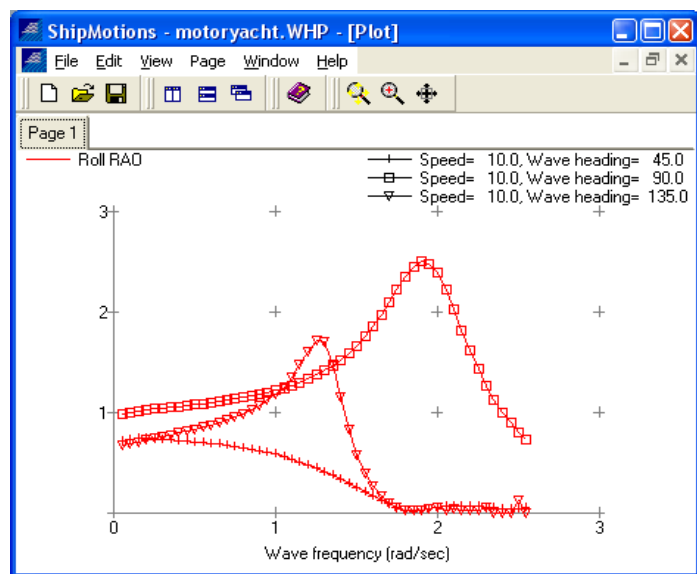 ShipMotions - motoryacht.WHP - [Plot]
File Edit View Page Window Help
Page 1
Roll RAO
Speed= 10.0, Wave heading= 45.0
Speed= 10.0, Wave heading= 90.0
Speed= 10.0, Wave heading= 135.0
3
2
1
0 1 2 3
Wave frequency (rad/sec)